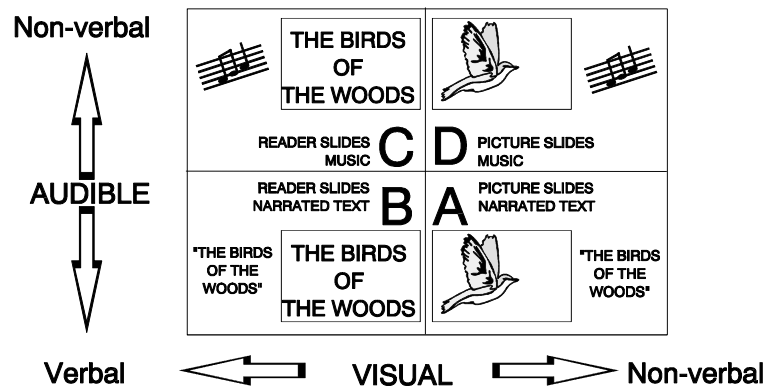 Non-verbal
THE BIRDS
OF
THE WOODS
READER SLIDES
MUSIC
C
D
PICTURE SLIDES
MUSIC
AUDIBLE
READER SLIDES
NARRATED TEXT
B
A
PICTURE SLIDES
NARRATED TEXT
"THE BIRDS
OF THE
WOODS"
THE BIRDS
OF
THE WOODS
"THE BIRDS
OF THE
WOODS"
Verbal
VISUAL
Non-verbal